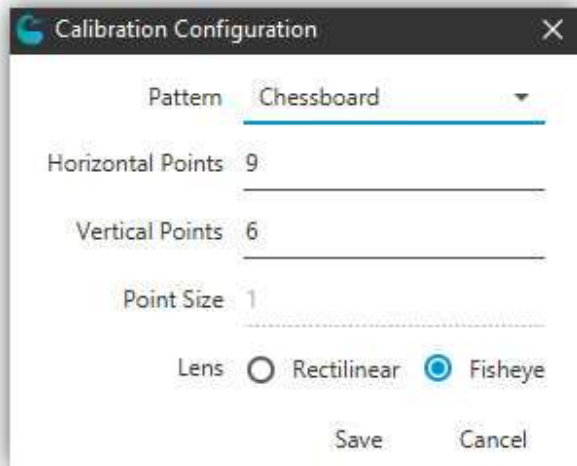 Calibration Configuration
Pattern Chessboard
Horizontal Points 9
Vertical Points 6
Point Size 1
Lens Rectilinear Fisheye
Save Cancel